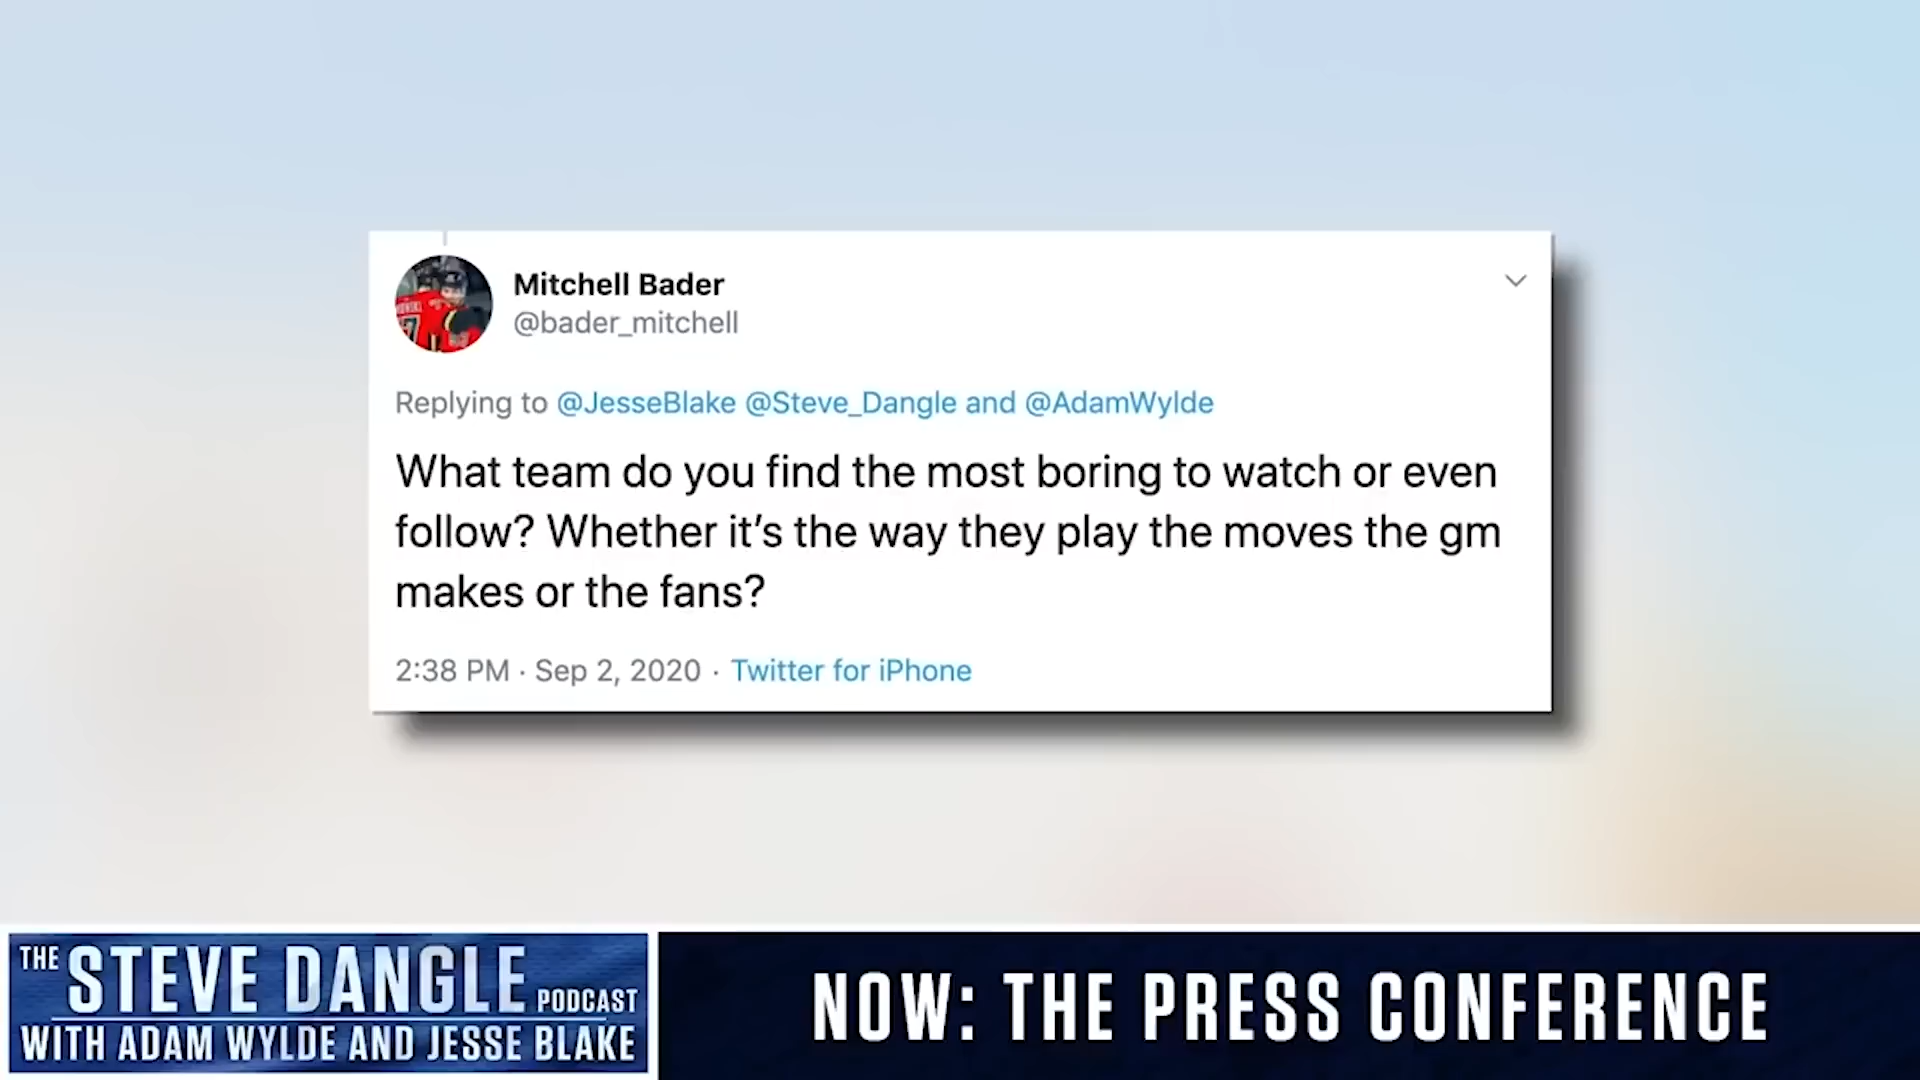 Mitchell Bader
@bader_mitchell
Replying to @JesseBlake @Steve_Dangle and @AdamWylde
What team do you find the most boring to watch or even
follow? Whether it’s the way they play the moves the gm
makes or the fans?
2:38 PM · Sep 2, 2020 · Twitter for iPhone
THE STEVE DANGLE PODCAST
WITH ADAM WYLDE AND JESSE BLAKE
NOW: THE PRESS CONFERENCE